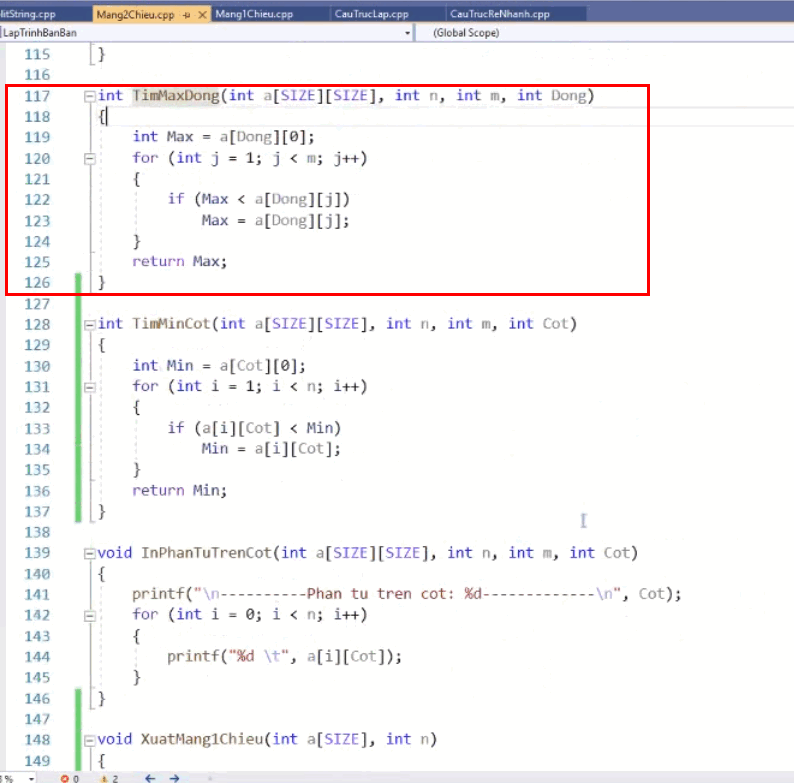 litString.cpp Mang2Chieu.cpp Mang1Chieu.cpp CauTrucLap.cpp CauTrucReNhanh.cpp
LapTrinhBanBan (Global Scope)
115 }
116
117 int TimMaxDong(int a[SIZE][SIZE], int n, int m, int Dong)
118 {
119 int Max = a[Dong][0];
120 for (int j = 1; j < m; j++)
121 {
122 if (Max < a[Dong][j])
123 Max = a[Dong][j];
124 }
125 return Max;
126 }
127
128 int TimMinCot(int a[SIZE][SIZE], int n, int m, int Cot)
129 {
130 int Min = a[Cot][0];
131 for (int i = 1; i < n; i++)
132 {
133 if (a[i][Cot] < Min)
134 Min = a[i][Cot];
135 }
136 return Min;
137 }
138
139 void InPhanTuTrenCot(int a[SIZE][SIZE], int n, int m, int Cot)
140 {
141 printf("\n----------Phan tu tren cot: %d-------------\n", Cot);
142 for (int i = 0; i < n; i++)
143 {
144 printf("%d \t", a[i][Cot]);
145 }
146 }
147
148 void XuatMang1Chieu(int a[SIZE], int n)
149 {
% 0 2